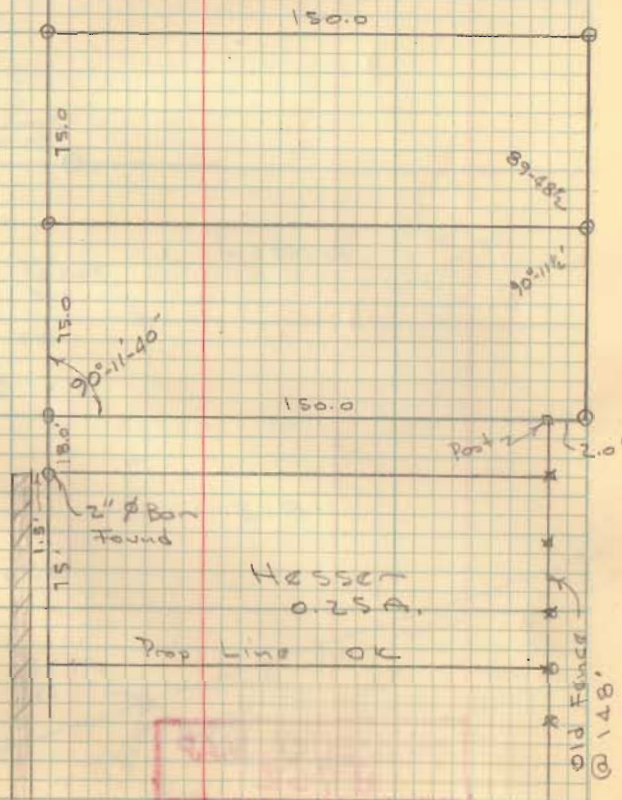 150.0
75.0
89-48½
90°-11½'
75.0
90°-11'-40"
150.0
18.0'
Post
2.0'
2" ø Bar
Found
1.5'
75'
Hesser
0.25A.
Prop Line OK
Old Fence
@ 148'